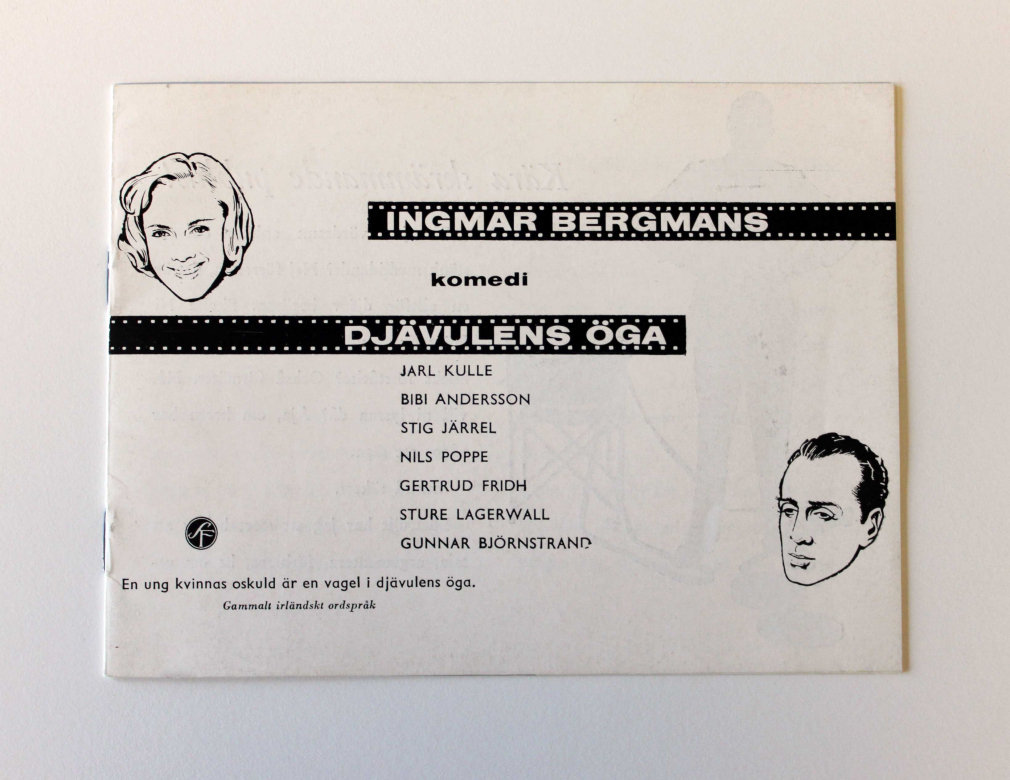 INGMAR BERGMANS
komedi
DJÄVULENS ÖGA
JARL KULLE
BIBI ANDERSSON
STIG JÄRREL
NILS POPPE
GERTRUD FRIDH
STURE LAGERWALL
GUNNAR BJÖRNSTRAND
SF
En ung kvinnas oskuld är en vagel i djävulens öga.
Gammalt irländskt ordspråk